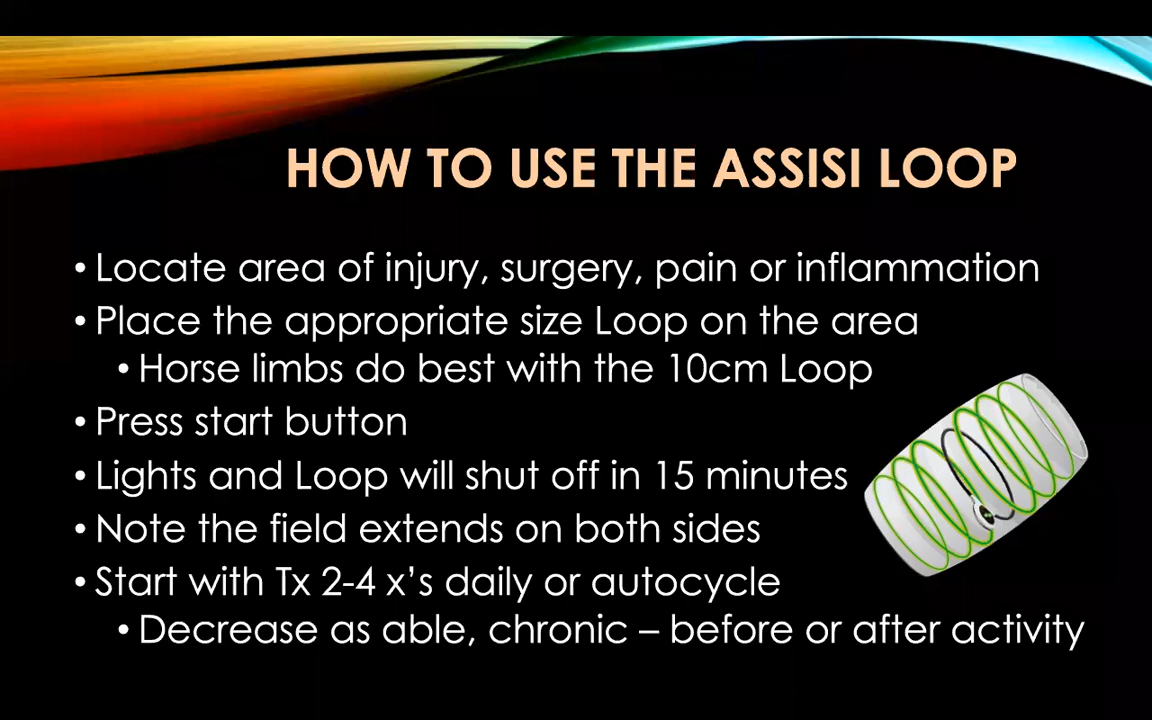 HOW TO USE THE ASSISI LOOP
• Locate area of injury, surgery, pain or inflammation
• Place the appropriate size Loop on the area
• Horse limbs do best with the 10cm Loop
• Press start button
• Lights and Loop will shut off in 15 minutes
• Note the field extends on both sides
• Start with Tx 2-4 x’s daily or autocycle
• Decrease as able, chronic – before or after activity